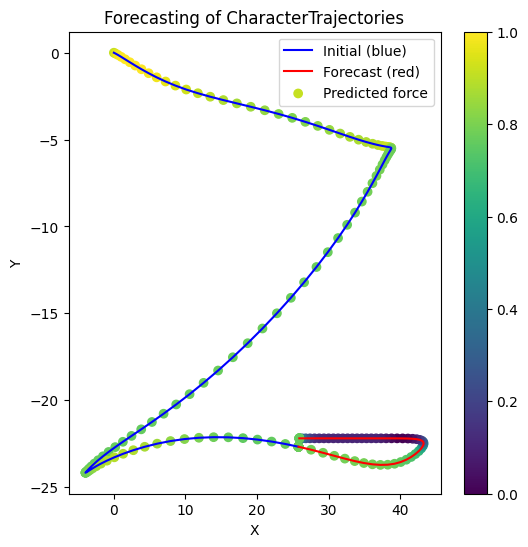 Forecasting of CharacterTrajectories
Initial (blue)
Forecast (red)
Predicted force
Y
0
−5
−10
−15
−20
−25
0
10
20
30
40
X
1.0
0.8
0.6
0.4
0.2
0.0